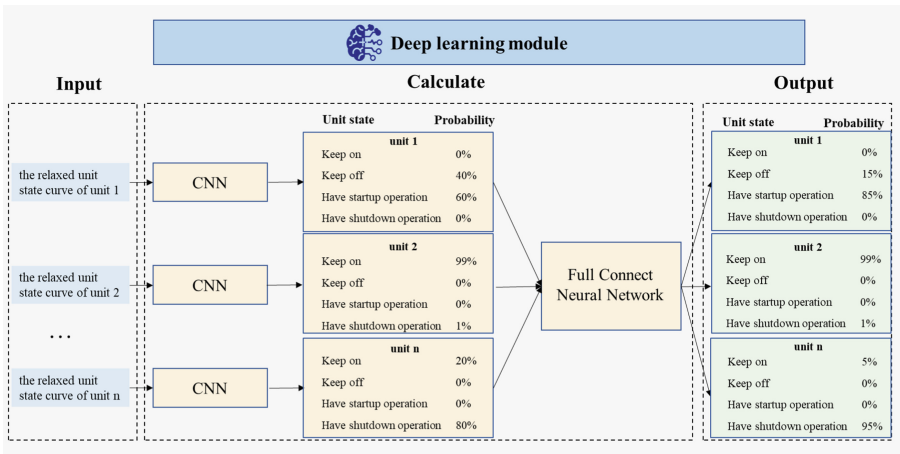 Deep learning module
Input
Calculate
Output
the relaxed unit
state curve of unit 1
the relaxed unit
state curve of unit 2
...
the relaxed unit
state curve of unit n
CNN
CNN
CNN
Unit state Probability
unit 1
Keep on 0%
Keep off 40%
Have startup operation 60%
Have shutdown operation 0%
unit 2
Keep on 99%
Keep off 0%
Have startup operation 0%
Have shutdown operation 1%
unit n
Keep on 20%
Keep off 0%
Have startup operation 0%
Have shutdown operation 80%
Full Connect
Neural Network
Unit state Probability
unit 1
Keep on 0%
Keep off 15%
Have startup operation 85%
Have shutdown operation 0%
unit 2
Keep on 99%
Keep off 0%
Have startup operation 0%
Have shutdown operation 1%
unit n
Keep on 5%
Keep off 0%
Have startup operation 0%
Have shutdown operation 95%